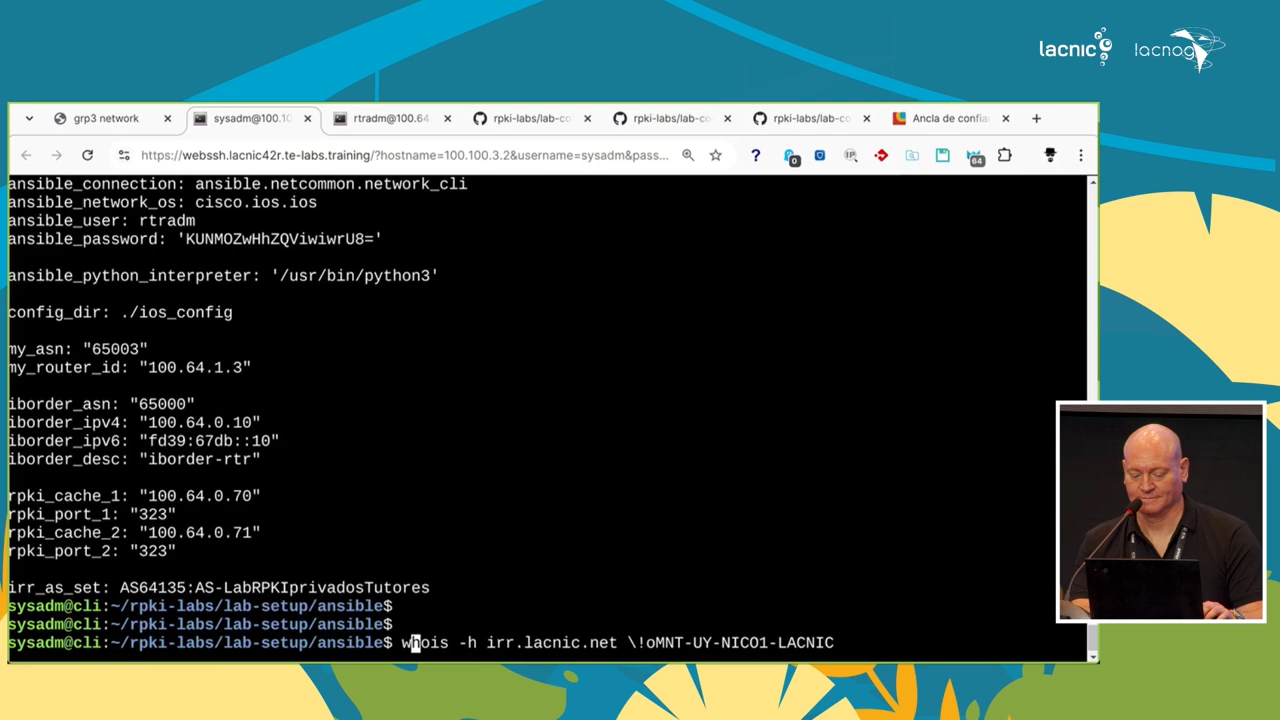 lacnic
lacnog
grp3 network
sysadm@100.10
rtradm@100.64.
rpki-labs/lab-co
rpki-labs/lab-co
rpki-labs/lab-co
Ancla de confia
https://webssh.lacnic42r.te-labs.training/?hostname=100.100.3.2&username=sysadm&pass...
0
IP
64
ansible_connection: ansible.netcommon.network_cli
ansible_network_os: cisco.ios.ios
ansible_user: rtradm
ansible_password: 'KUNMOZwHhZQViwiwrU8='
ansible_python_interpreter: '/usr/bin/python3'
config_dir: ./ios_config
my_asn: "65003"
my_router_id: "100.64.1.3"
iborder_asn: "65000"
iborder_ipv4: "100.64.0.10"
iborder_ipv6: "fd39:67db::10"
iborder_desc: "iborder-rtr"
rpki_cache_1: "100.64.0.70"
rpki_port_1: "323"
rpki_cache_2: "100.64.0.71"
rpki_port_2: "323"
irr_as_set: AS64135:AS-LabRPKIprivadosTutores
sysadm@cli:~/rpki-labs/lab-setup/ansible$
sysadm@cli:~/rpki-labs/lab-setup/ansible$
sysadm@cli:~/rpki-labs/lab-setup/ansible$ whois -h irr.lacnic.net \!oMNT-UY-NICO1-LACNIC